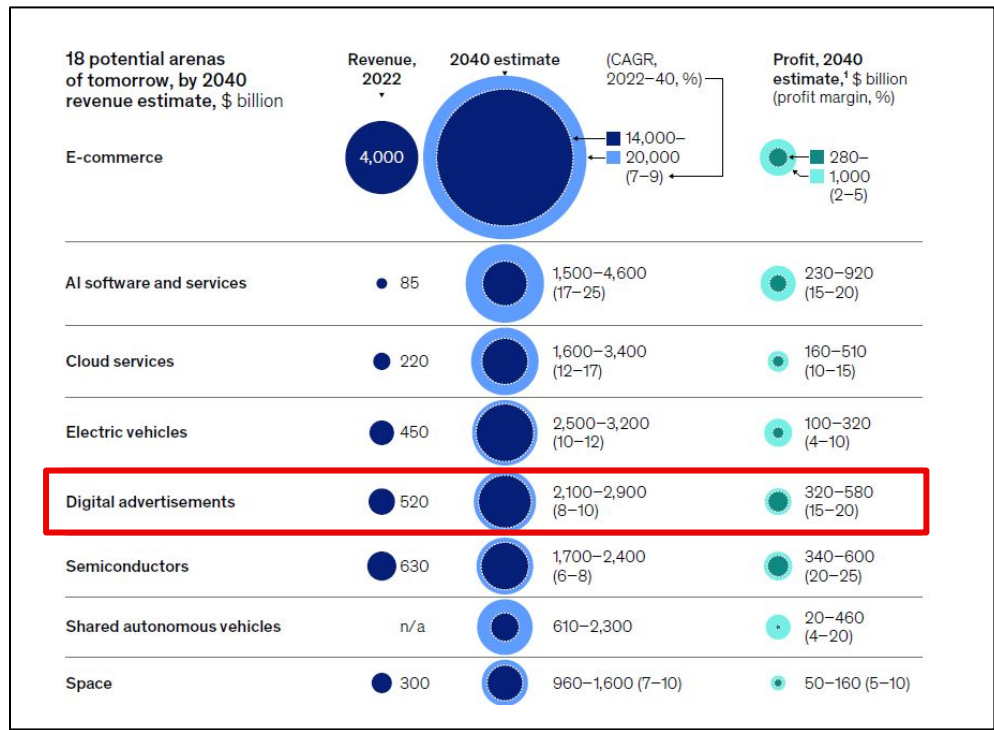 18 potential arenas
of tomorrow, by 2040
revenue estimate, $ billion
Revenue,
2022
2040 estimate
(CAGR,
2022–40, %)
Profit, 2040
estimate,¹ $ billion
(profit margin, %)
E-commerce
4,000
14,000–
20,000
(7–9)
280–
1,000
(2–5)
AI software and services
85
1,500–4,600
(17–25)
230–920
(15–20)
Cloud services
220
1,600–3,400
(12–17)
160–510
(10–15)
Electric vehicles
450
2,500–3,200
(10–12)
100–320
(4–10)
Digital advertisements
520
2,100–2,900
(8–10)
320–580
(15–20)
Semiconductors
630
1,700–2,400
(6–8)
340–600
(20–25)
Shared autonomous vehicles
n/a
610–2,300
20–460
(4–20)
Space
300
960–1,600 (7–10)
50–160 (5–10)